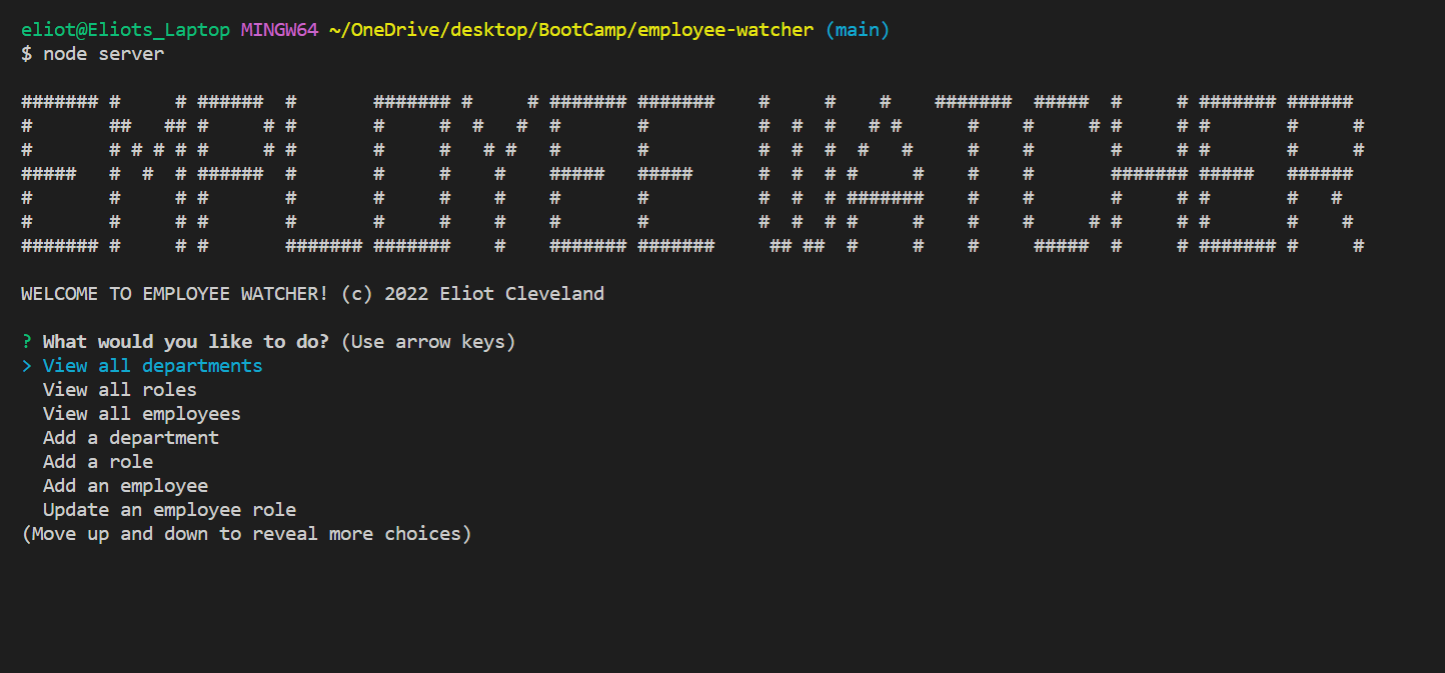 eliot@Eliots_Laptop MINGW64 ~/OneDrive/desktop/BootCamp/employee-watcher (main)
$ node server
EMPLOYEE WATCHER
WELCOME TO EMPLOYEE WATCHER! (c) 2022 Eliot Cleveland
? What would you like to do? (Use arrow keys)
> View all departments
View all roles
View all employees
Add a department
Add a role
Add an employee
Update an employee role
(Move up and down to reveal more choices)